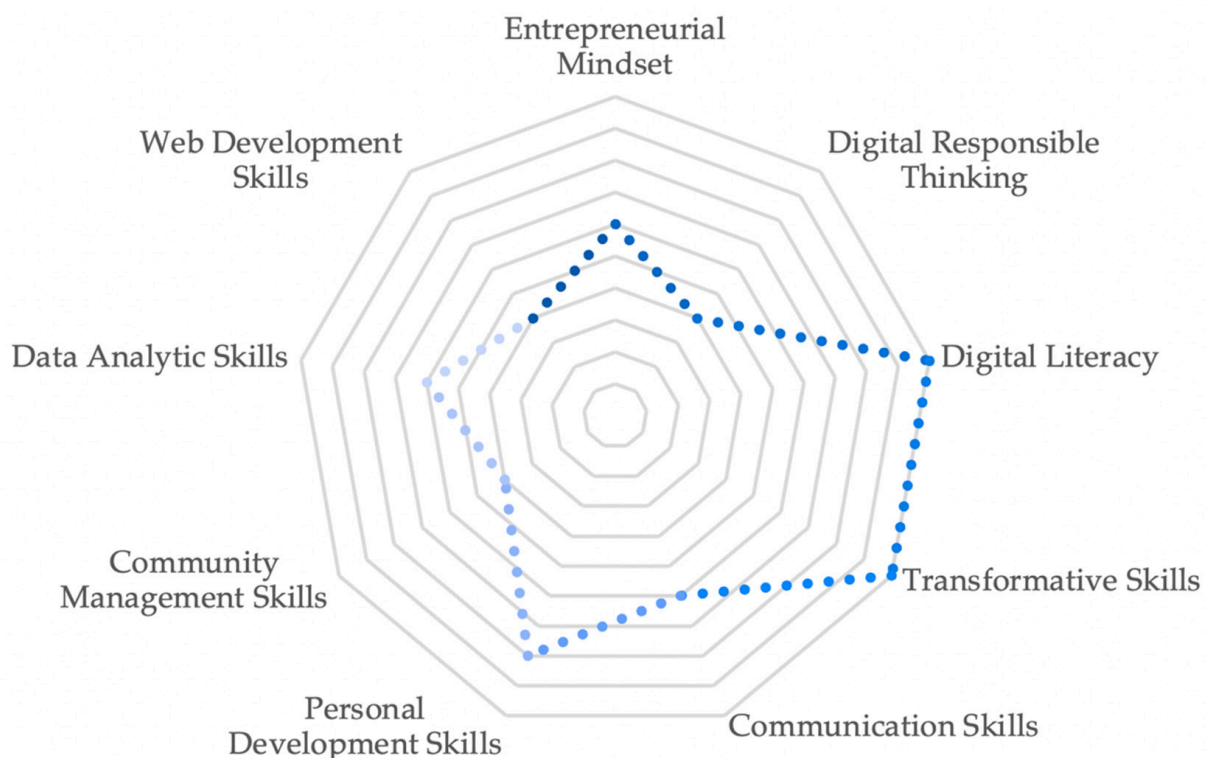 Entrepreneurial
Mindset
Web Development
Skills
Digital Responsible
Thinking
Data Analytic Skills
Digital Literacy
Community
Management Skills
Transformative Skills
Personal
Development Skills
Communication Skills